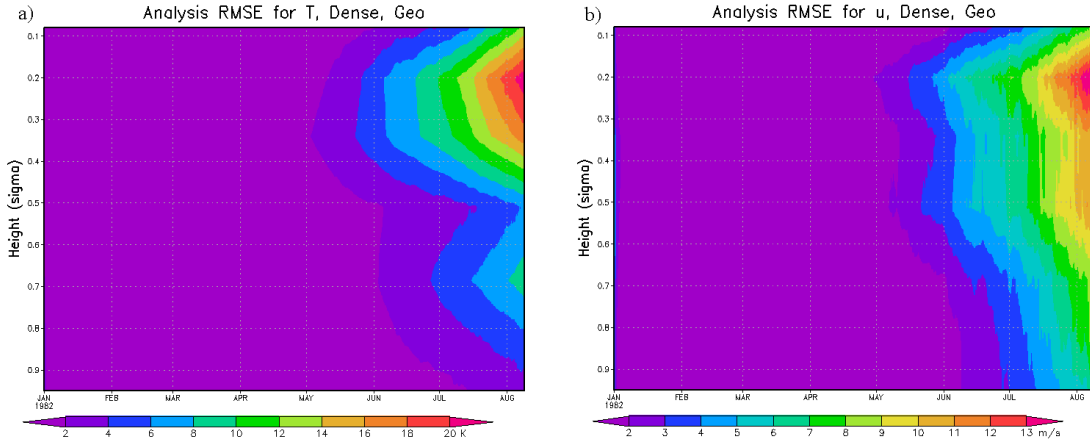 a)
Analysis RMSE for T, Dense, Geo
Height (sigma)
0.1
0.2
0.3
0.4
0.5
0.6
0.7
0.8
0.9
JAN FEB MAR APR MAY JUN JUL AUG
1982
2 4 6 8 10 12 14 16 18 20 K
b)
Analysis RMSE for u, Dense, Geo
Height (sigma)
0.1
0.2
0.3
0.4
0.5
0.6
0.7
0.8
0.9
JAN FEB MAR APR MAY JUN JUL AUG
1982
2 3 4 5 6 7 8 9 10 11 12 13 m/s